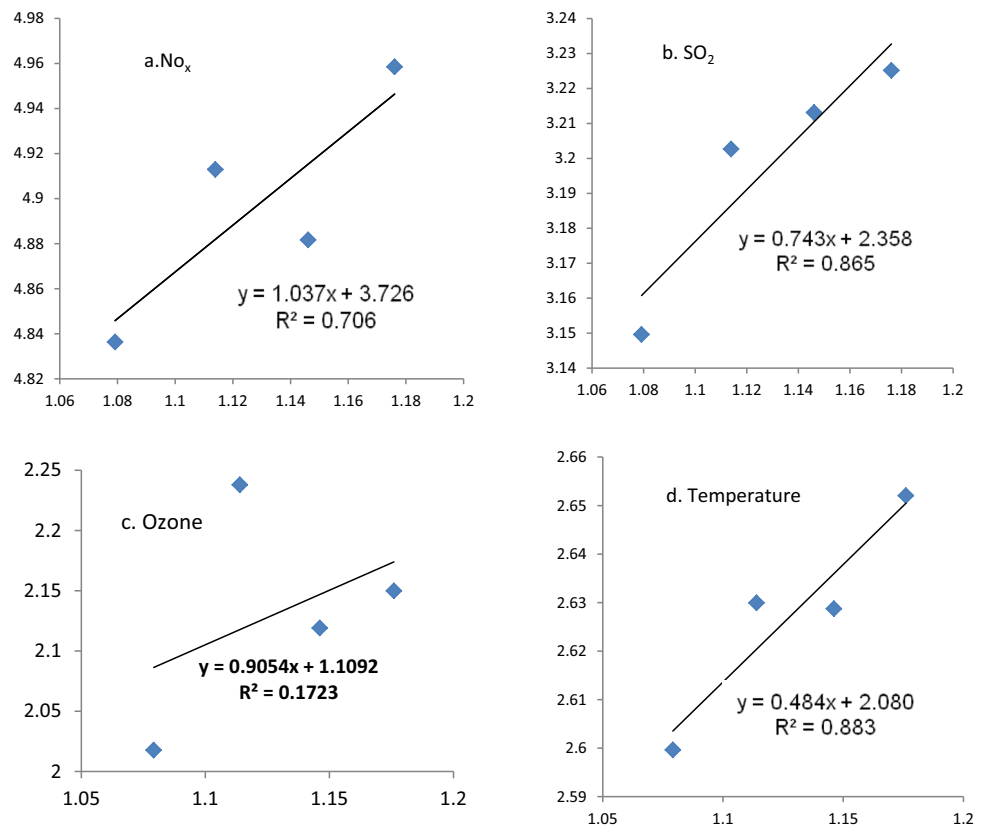 a.Noₓ
4.98
4.96
4.94
4.92
4.9
4.88
4.86
4.84
4.82
y = 1.037x + 3.726
R² = 0.706
1.06 1.08 1.1 1.12 1.14 1.16 1.18 1.2
b. SO₂
3.24
3.23
3.22
3.21
3.2
3.19
3.18
3.17
3.16
3.15
3.14
y = 0.743x + 2.358
R² = 0.865
1.06 1.08 1.1 1.12 1.14 1.16 1.18 1.2
c. Ozone
2.25
2.2
2.15
2.1
2.05
2
y = 0.9054x + 1.1092
R² = 0.1723
1.05 1.1 1.15 1.2
d. Temperature
2.66
2.65
2.64
2.63
2.62
2.61
2.6
2.59
y = 0.484x + 2.080
R² = 0.883
1.05 1.1 1.15 1.2